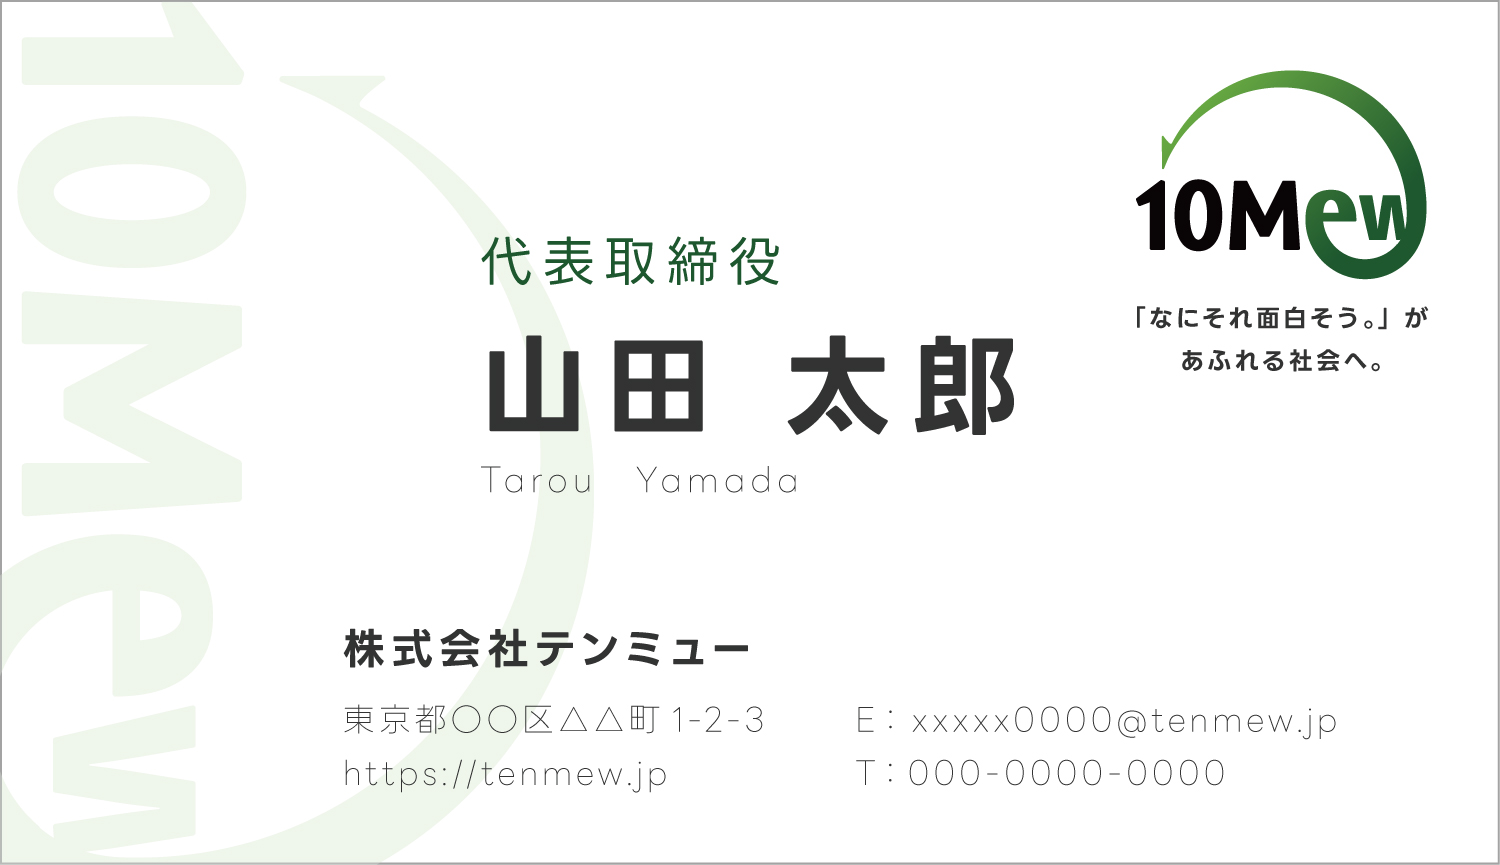 10Mew
10Mew
「なにそれ面白そう。」が
あふれる社会へ。
代表取締役
山田 太郎
Tarou　Yamada
株式会社テンミュー
東京都〇〇区△△町1-2-3
https://tenmew.jp
E：xxxxx0000@tenmew.jp
T：000-0000-0000